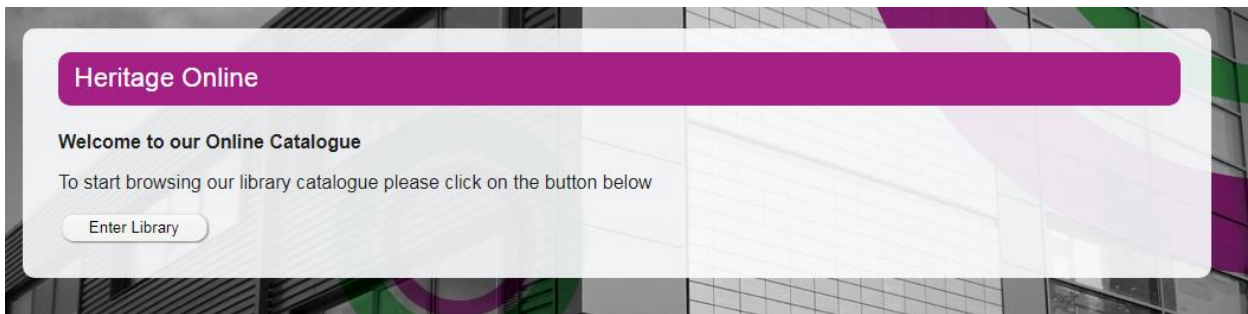 Heritage Online
Welcome to our Online Catalogue
To start browsing our library catalogue please click on the button below
Enter Library